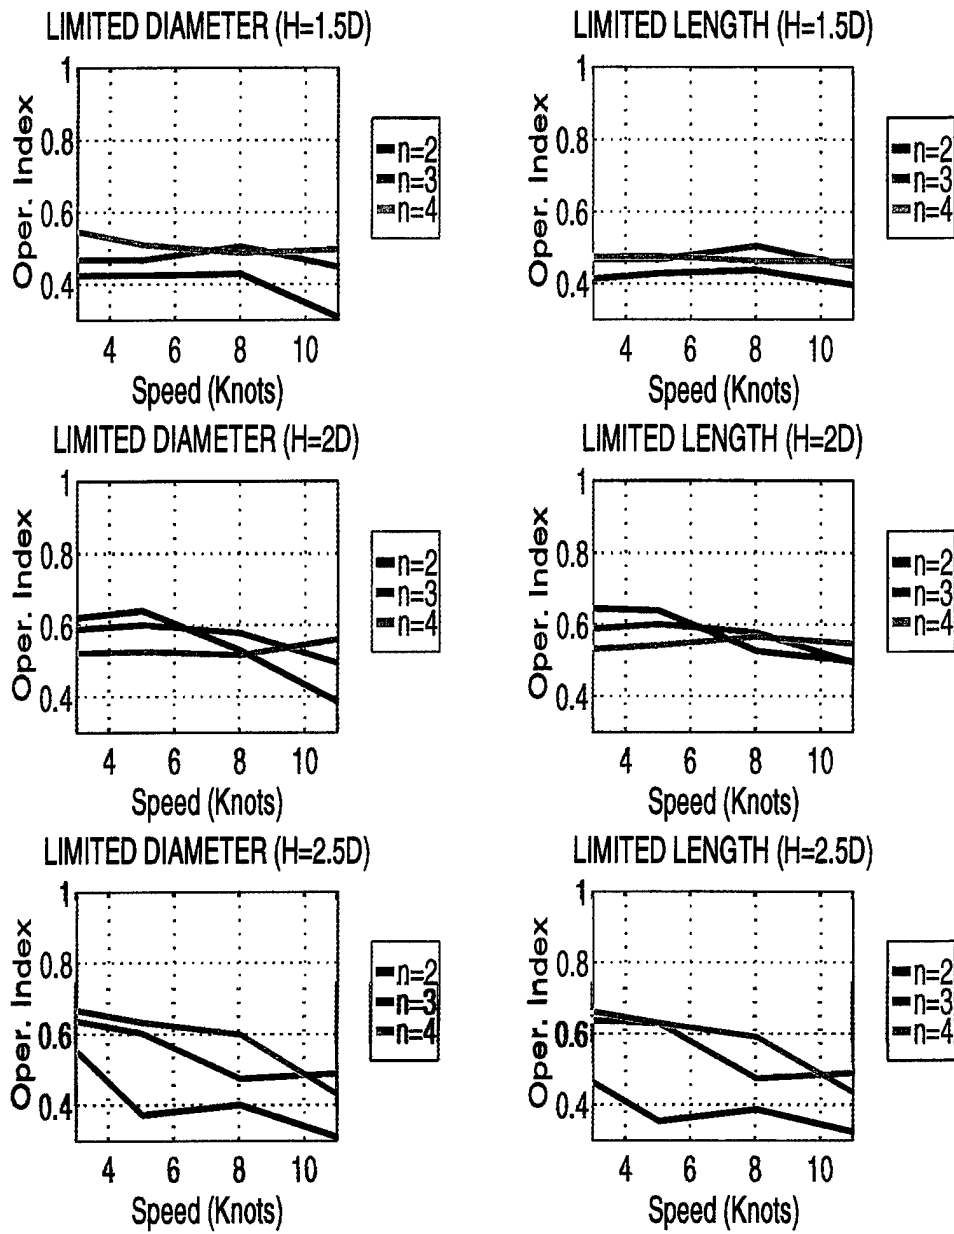 LIMITED DIAMETER (H=1.5D)
1
0.8
0.6
0.4
Oper. Index
4 6 8 10
Speed (Knots)
n=2
n=3
n=4
LIMITED LENGTH (H=1.5D)
1
0.8
0.6
0.4
Oper. Index
4 6 8 10
Speed (Knots)
n=2
n=3
n=4
LIMITED DIAMETER (H=2D)
1
0.8
0.6
0.4
Oper. Index
4 6 8 10
Speed (Knots)
n=2
n=3
n=4
LIMITED LENGTH (H=2D)
1
0.8
0.6
0.4
Oper. Index
4 6 8 10
Speed (Knots)
n=2
n=3
n=4
LIMITED DIAMETER (H=2.5D)
1
0.8
0.6
0.4
Oper. Index
4 6 8 10
Speed (Knots)
n=2
n=3
n=4
LIMITED LENGTH (H=2.5D)
1
0.8
0.6
0.4
Oper. Index
4 6 8 10
Speed (Knots)
n=2
n=3
n=4